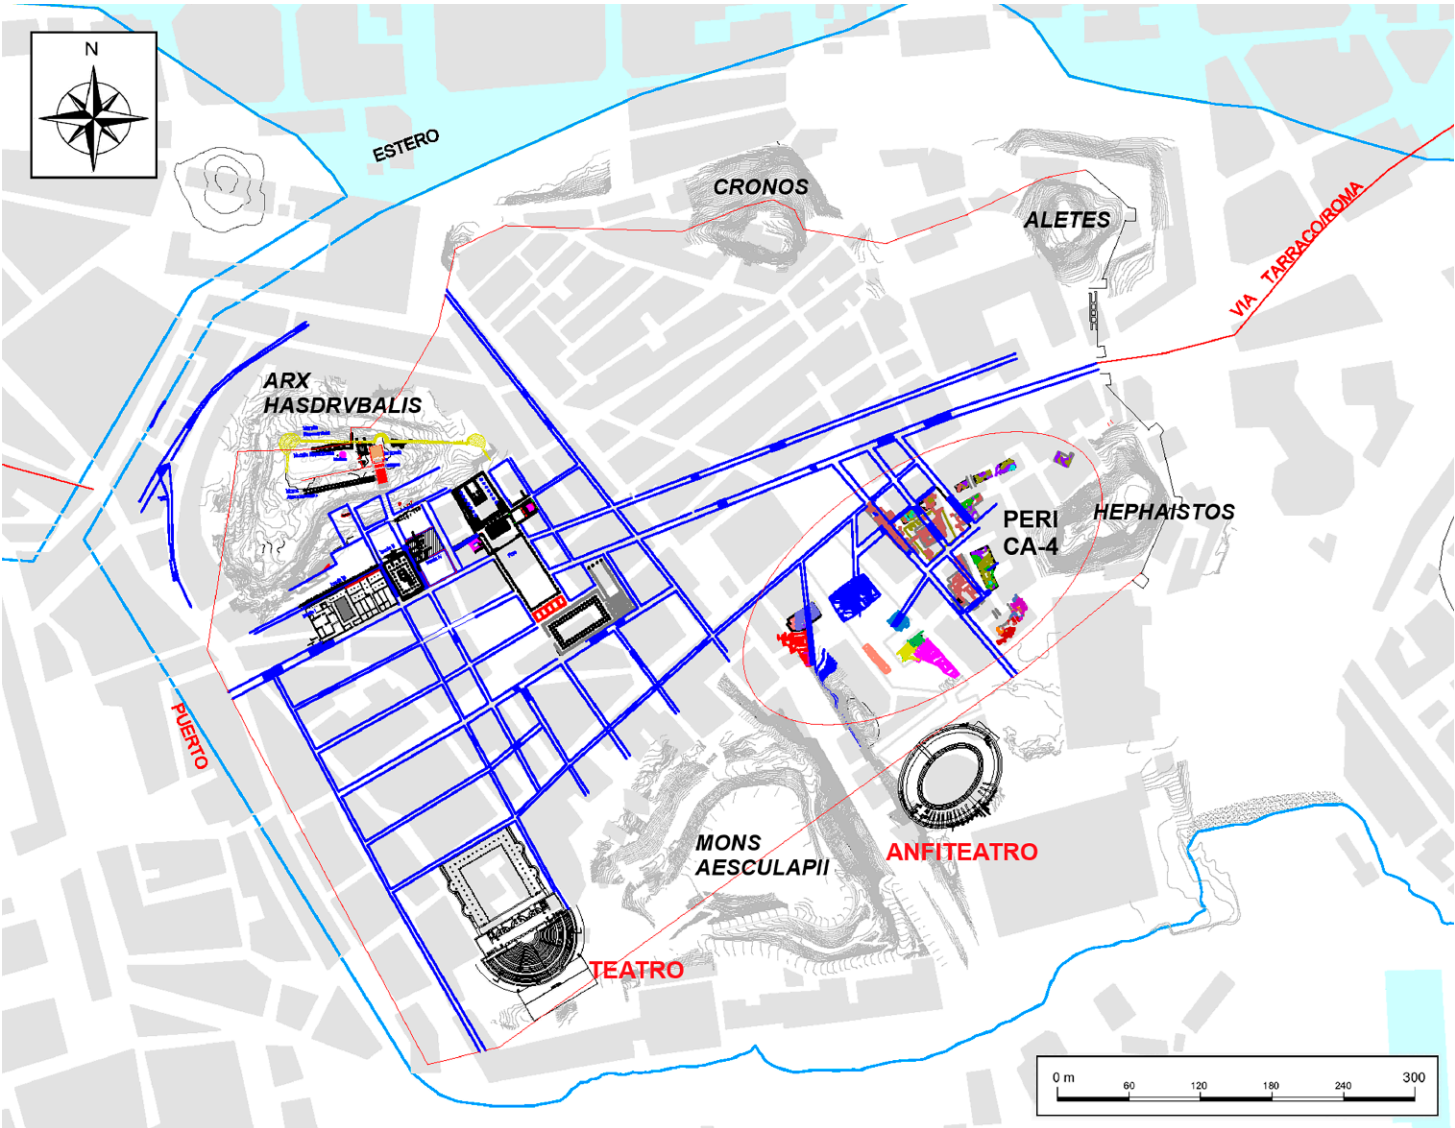 N
ESTERO
CRONOS
ALETES
VIA TARRACO/ROMA
ARX
HASDRVBALIS
PERI
CA-4
HEPHAISTOS
PUERTO
MONS
AESCULAPII
ANFITEATRO
TEATRO
0 m 60 120 180 240 300